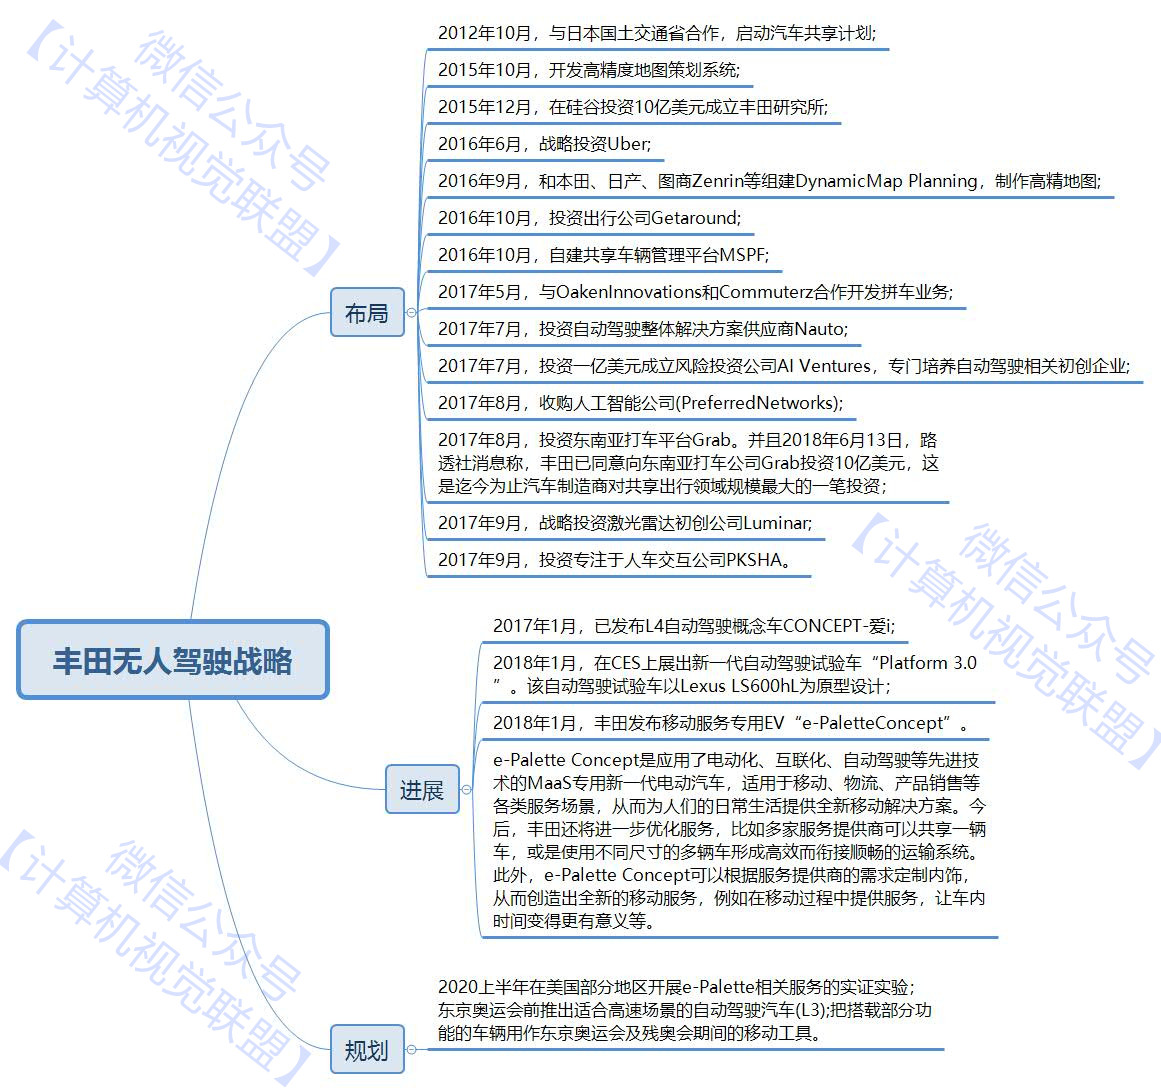 2012年10月，与日本国土交通省合作，启动汽车共享计划;
2015年10月，开发高精度地图策划系统;
2015年12月，在硅谷投资10亿美元成立丰田研究所;
2016年6月，战略投资Uber;
2016年9月，和本田、日产、图商Zenrin等组建DynamicMap Planning，制作高精地图;
2016年10月，投资出行公司Getaround;
2016年10月，自建共享车辆管理平台MSPF;
布局
2017年5月，与OakenInnovations和Commuterz合作开发拼车业务;
2017年7月，投资自动驾驶整体解决方案供应商Nauto;
2017年7月，投资一亿美元成立风险投资公司AI Ventures，专门培养自动驾驶相关初创企业;
2017年8月，收购人工智能公司(PreferredNetworks);
2017年8月，投资东南亚打车平台Grab。并且2018年6月13日，路
透社消息称，丰田已同意向东南亚打车公司Grab投资10亿美元，这
是迄今为止汽车制造商对共享出行领域规模最大的一笔投资；
2017年9月，战略投资激光雷达初创公司Luminar;
2017年9月，投资专注于人车交互公司PKSHA。
丰田无人驾驶战略
2017年1月，已发布L4自动驾驶概念车CONCEPT-爱i;
2018年1月，在CES上展出新一代自动驾驶试验车“Platform 3.0
”。该自动驾驶试验车以Lexus LS600hL为原型设计；
2018年1月，丰田发布移动服务专用EV“e-PaletteConcept”。
进展
e-Palette Concept是应用了电动化、互联化、自动驾驶等先进技
术的MaaS专用新一代电动汽车，适用于移动、物流、产品销售等
各类服务场景，从而为人们的日常生活提供全新移动解决方案。今
后，丰田还将进一步优化服务，比如多家服务提供商可以共享一辆
车，或是使用不同尺寸的多辆车形成高效而衔接顺畅的运输系统。
此外，e-Palette Concept可以根据服务提供商的需求定制内饰，
从而创造出全新的移动服务，例如在移动过程中提供服务，让车内
时间变得更有意义等。
规划
2020上半年在美国部分地区开展e-Palette相关服务的实证实验；
东京奥运会前推出适合高速场景的自动驾驶汽车(L3);把搭载部分功
能的车辆用作东京奥运会及残奥会期间的移动工具。
微信公众号
【计算机视觉联盟】
微信公众号
【计算机视觉联盟】
微信公众号
【计算机视觉联盟】